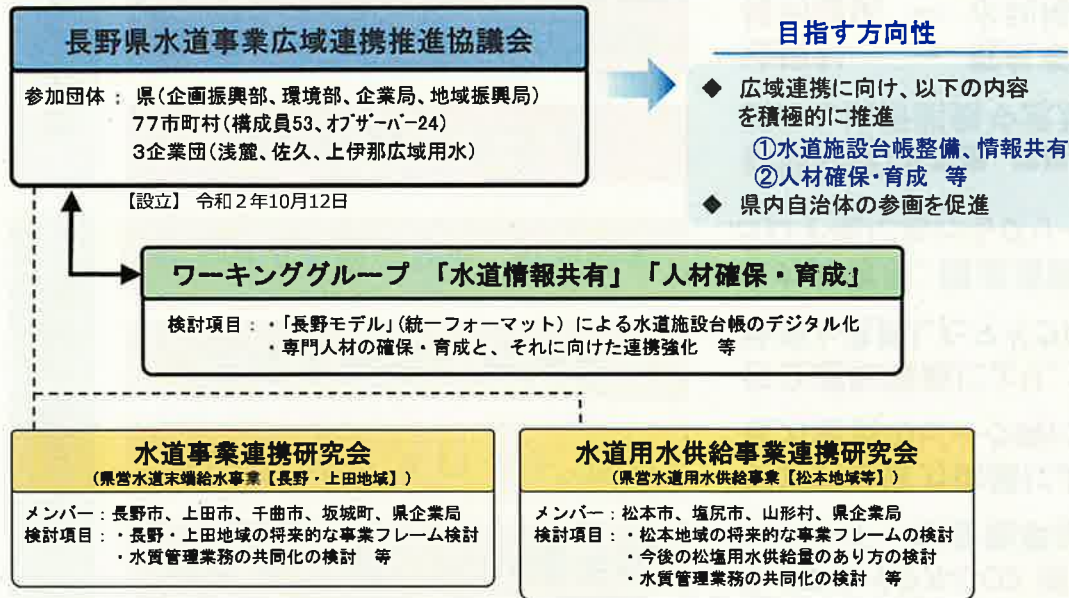 長野県水道事業広域連携推進協議会
参加団体：県（企画振興部、環境部、企業局、地域振興局）
77市町村（構成員53、ｵﾌﾞｻﾞｰﾊﾞｰ24）
3企業団（浅麓、佐久、上伊那広域用水）
【設立】 令和２年10月12日
目指す方向性
◆ 広域連携に向け、以下の内容
を積極的に推進
①水道施設台帳整備、情報共有
②人材確保・育成 等
◆ 県内自治体の参画を促進
ワーキンググループ 「水道情報共有」「人材確保・育成」
検討項目：・「長野モデル」（統一フォーマット）による水道施設台帳のデジタル化
・専門人材の確保・育成と、それに向けた連携強化 等
水道事業連携研究会
（県営水道末端給水事業【長野・上田地域】）
メンバー：長野市、上田市、千曲市、坂城町、県企業局
検討項目：・長野・上田地域の将来的な事業フレーム検討
・水質管理業務の共同化の検討 等
水道用水供給事業連携研究会
（県営水道用水供給事業【松本地域等】）
メンバー：松本市、塩尻市、山形村、県企業局
検討項目：・松本地域の将来的な事業フレームの検討
・今後の松塩用水供給量のあり方の検討
・水質管理業務の共同化の検討 等